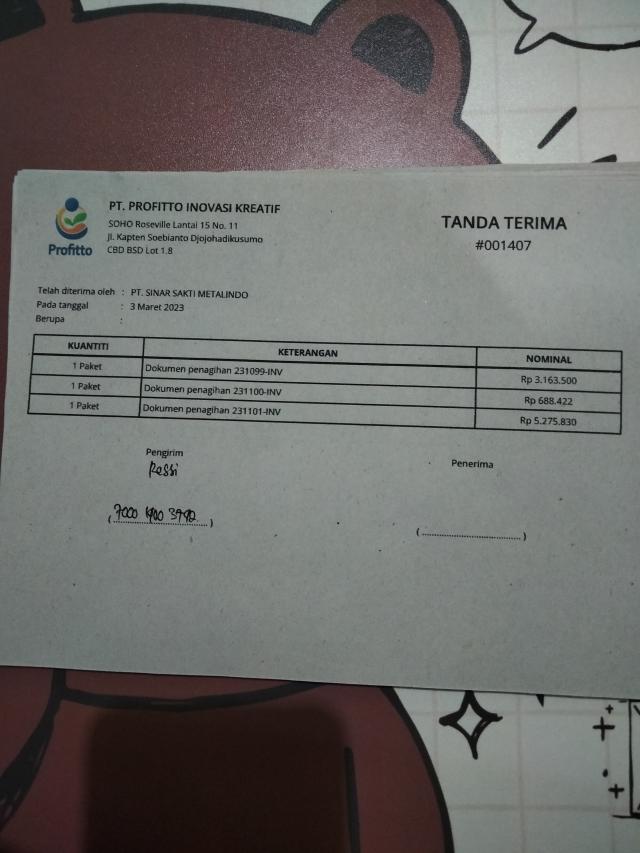 PT. PROFITTO INOVASI KREATIF
SOHO Roseville Lantai 15 No. 11
Jl. Kapten Soebianto Djojohadikusumo
CBD BSD Lot 1.8
Profitto
TANDA TERIMA
#001407
Telah diterima oleh : PT. SINAR SAKTI METALINDO
Pada tanggal : 3 Maret 2023
Berupa :
KUANTITI KETERANGAN NOMINAL
1 Paket Dokumen penagihan 231099-INV Rp 3.163.500
1 Paket Dokumen penagihan 231100-INV Rp 688.422
1 Paket Dokumen penagihan 231101-INV Rp 5.275.830
Pengirim Penerima
Ressi